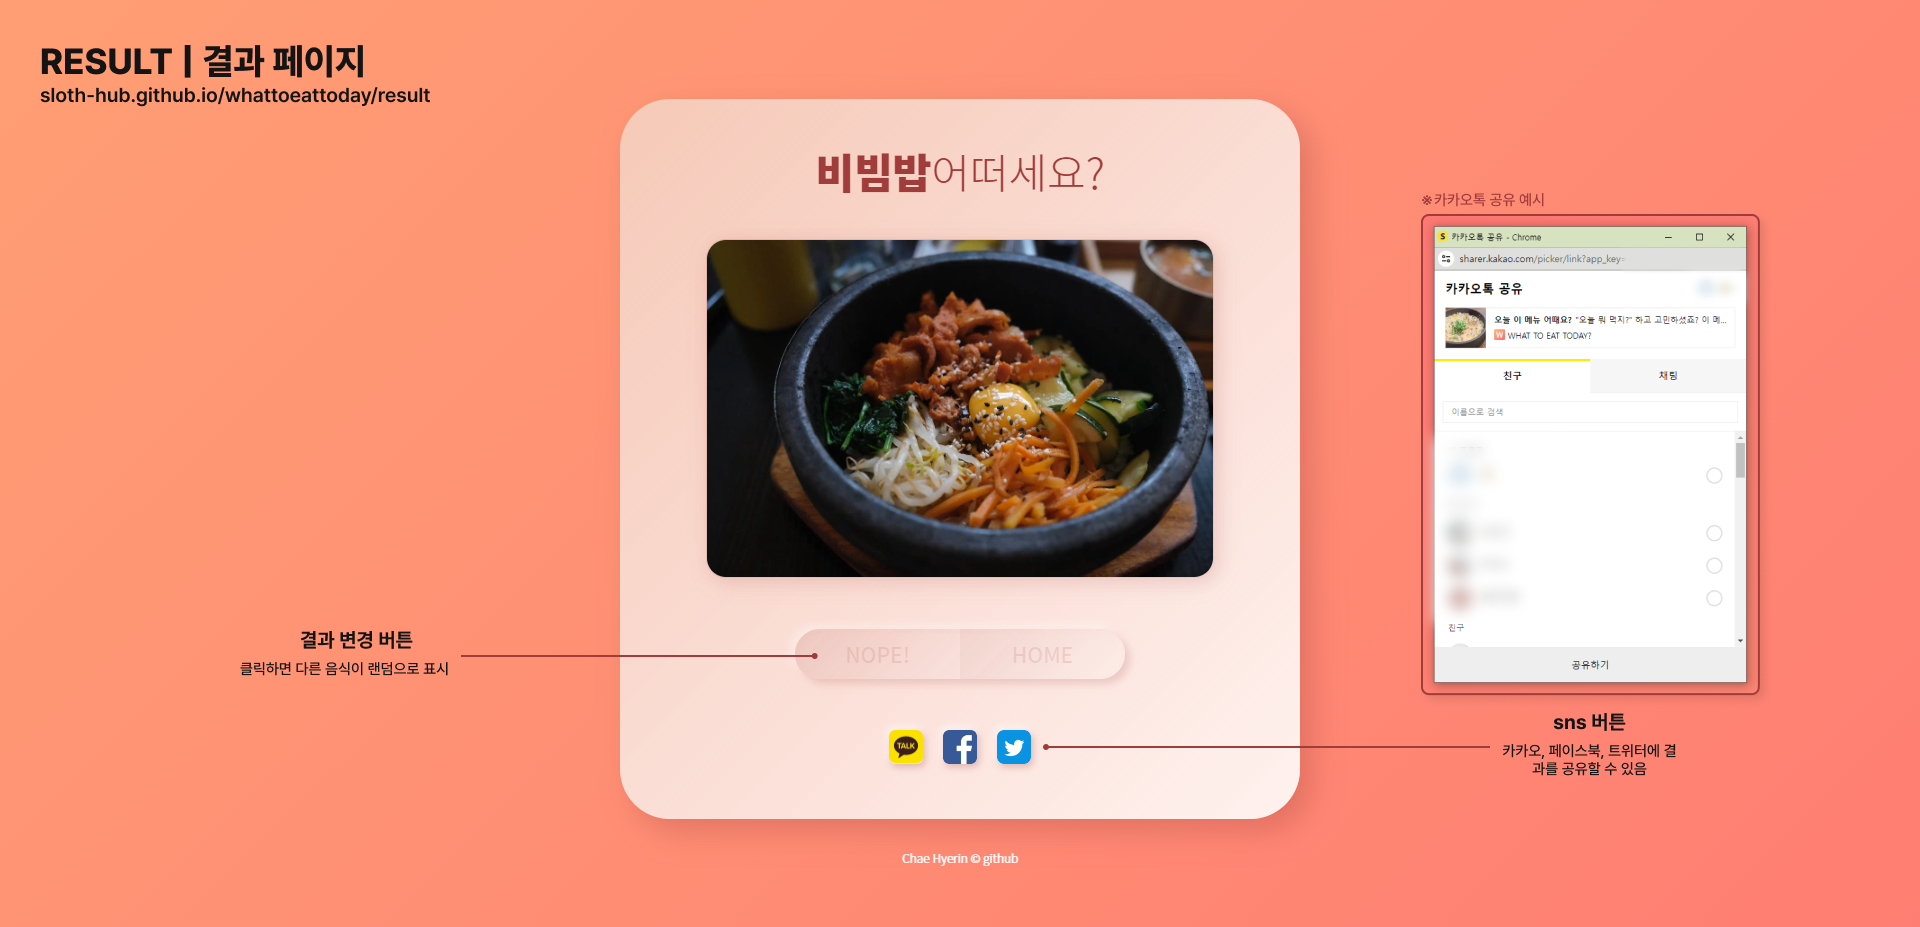 RESULT | 결과 페이지
sloth-hub.github.io/whattoeattoday/result
비빔밥어떠세요?
NOPE!
HOME
TALK
Chae Hyerin © github
결과 변경 버튼
클릭하면 다른 음식이 랜덤으로 표시
※카카오톡 공유 예시
S 카카오톡 공유 - Chrome
sharer.kakao.com/picker/link?app_key=
카카오톡 공유
오늘 이 메뉴 어때요? "오늘 뭐 먹지?" 하고 고민하셨죠? 이 메...
W WHAT TO EAT TODAY?
친구
채팅
이름으로 검색
친구
공유하기
sns 버튼
카카오, 페이스북, 트위터에 결
과를 공유할 수 있음